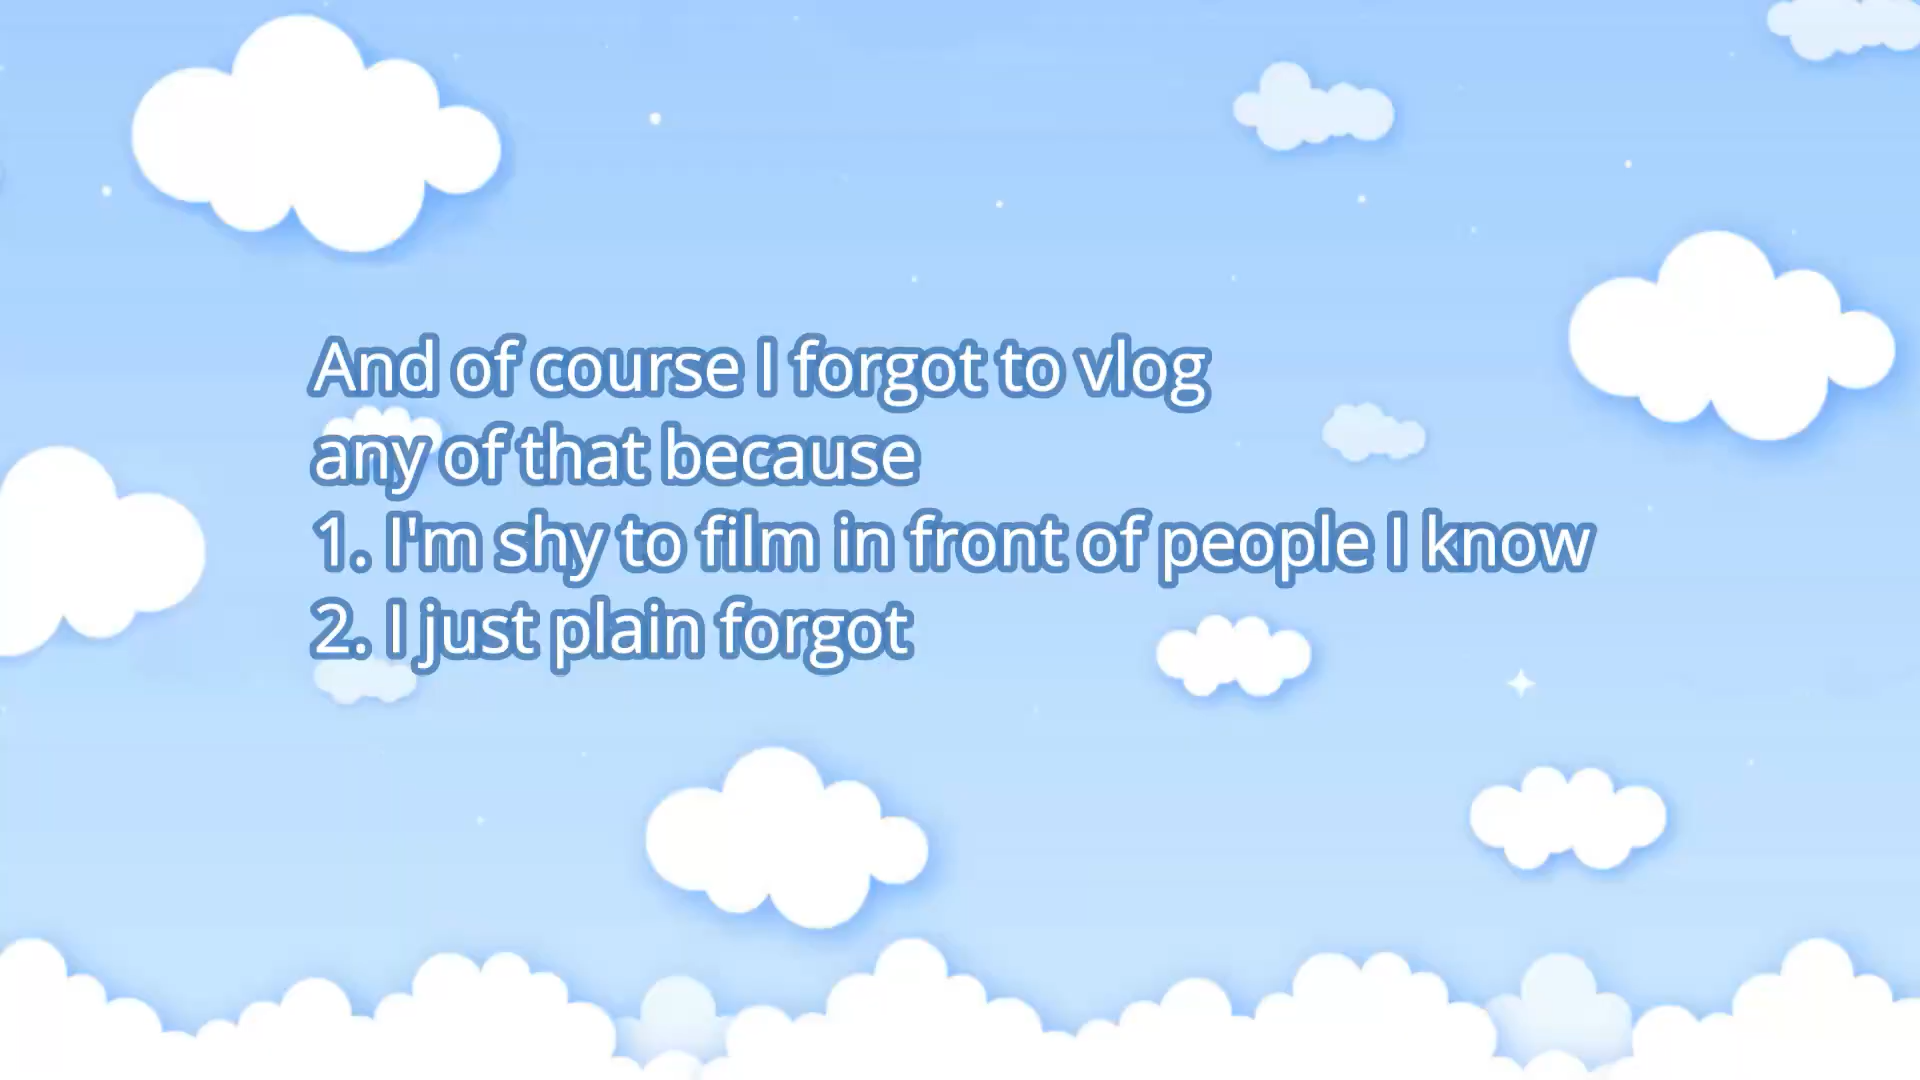 And of course I forgot to vlog
any of that because
1. I'm shy to film in front of people I know
2. I just plain forgot